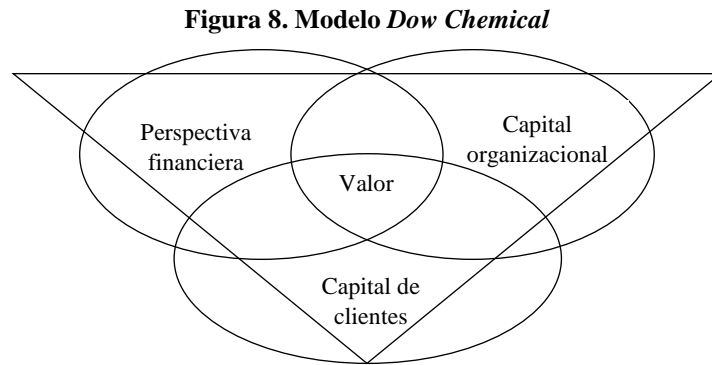 Figura 8. Modelo Dow Chemical
Perspectiva
financiera
Capital
organizacional
Valor
Capital de
clientes